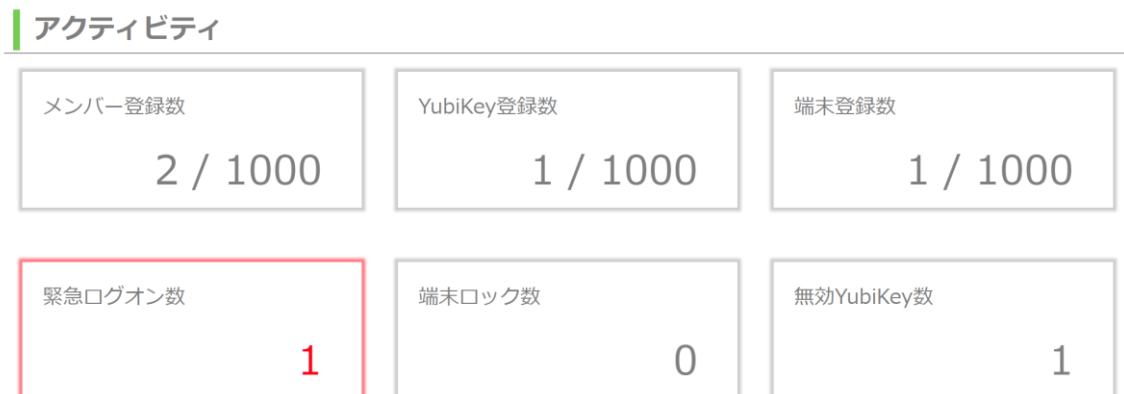 アクティビティ
メンバー登録数
2 / 1000
YubiKey登録数
1 / 1000
端末登録数
1 / 1000
緊急ログオン数
1
端末ロック数
0
無効YubiKey数
1